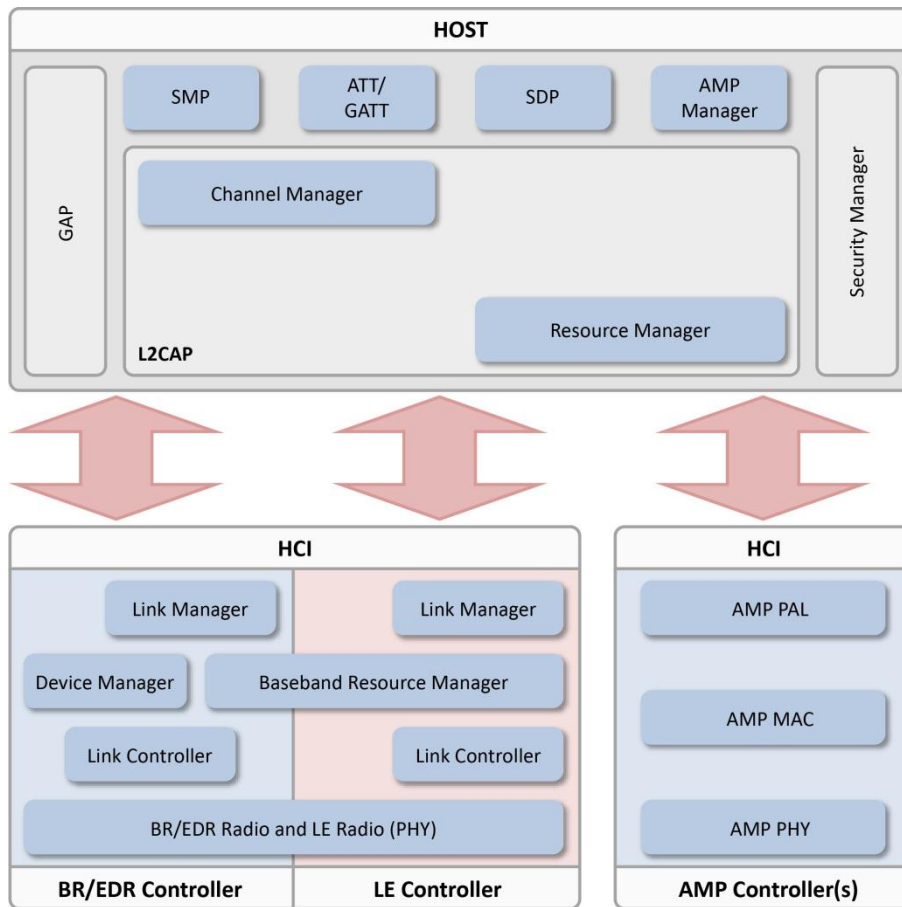 HOST
GAP
SMP
ATT/
GATT
SDP
AMP
Manager
Security Manager
Channel Manager
Resource Manager
L2CAP
HCI
Link Manager
Link Manager
Device Manager
Baseband Resource Manager
Link Controller
Link Controller
BR/EDR Radio and LE Radio (PHY)
BR/EDR Controller
LE Controller
HCI
AMP PAL
AMP MAC
AMP PHY
AMP Controller(s)